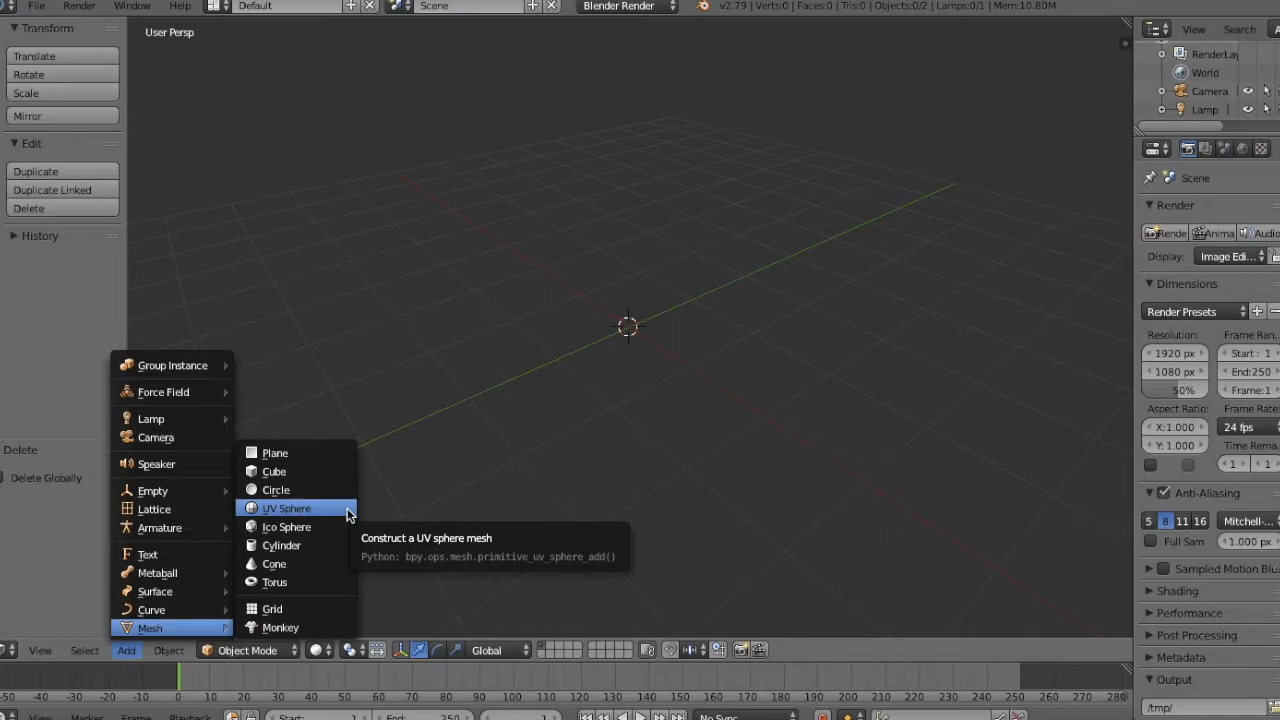 File Render Window Help Default Scene Blender Render v2.79 | Verts:0 | Faces:0 | Tris:0 | Objects:0/2 | Lamps:0/1 | Mem:10.80M
Transform
Translate
Rotate
Scale
Mirror
Edit
Duplicate
Duplicate Linked
Delete
History
Delete
Delete Globally
User Persp
Group Instance
Force Field
Lamp
Camera
Speaker
Empty
Lattice
Armature
Text
Metaball
Surface
Curve
Mesh
Plane
Cube
Circle
UV Sphere
Ico Sphere
Cylinder
Cone
Torus
Grid
Monkey
Construct a UV sphere mesh
Python: bpy.ops.mesh.primitive_uv_sphere_add()
View Search
RenderLay
World
Camera
Lamp
Scene
Render
Rende Anima Audio
Display: Image Edi...
Dimensions
Render Presets
Resolution: Frame Ran
1920 px Start : 1
1080 px End:250
50% Frame:1
Aspect Ratio: Frame Rate
X:1.000 24 fps
Y: 1.000 Time Rema
1 1
Anti-Aliasing
5 8 11 16 Mitchell-
Full Sam 1.000 px
Sampled Motion Blu
Shading
Performance
Post Processing
Metadata
Output
/tmp/
View Select Add Object Object Mode Global
-50 -40 -30 -20 -10 0 10 20 30 40 50 60 70 80 90 100 110 120 130 140 150 160 170 180 190 200 210 220 230 240 250 260 270 280
View Marker Frame Playback Start: 1 End: 250 1 No Sync